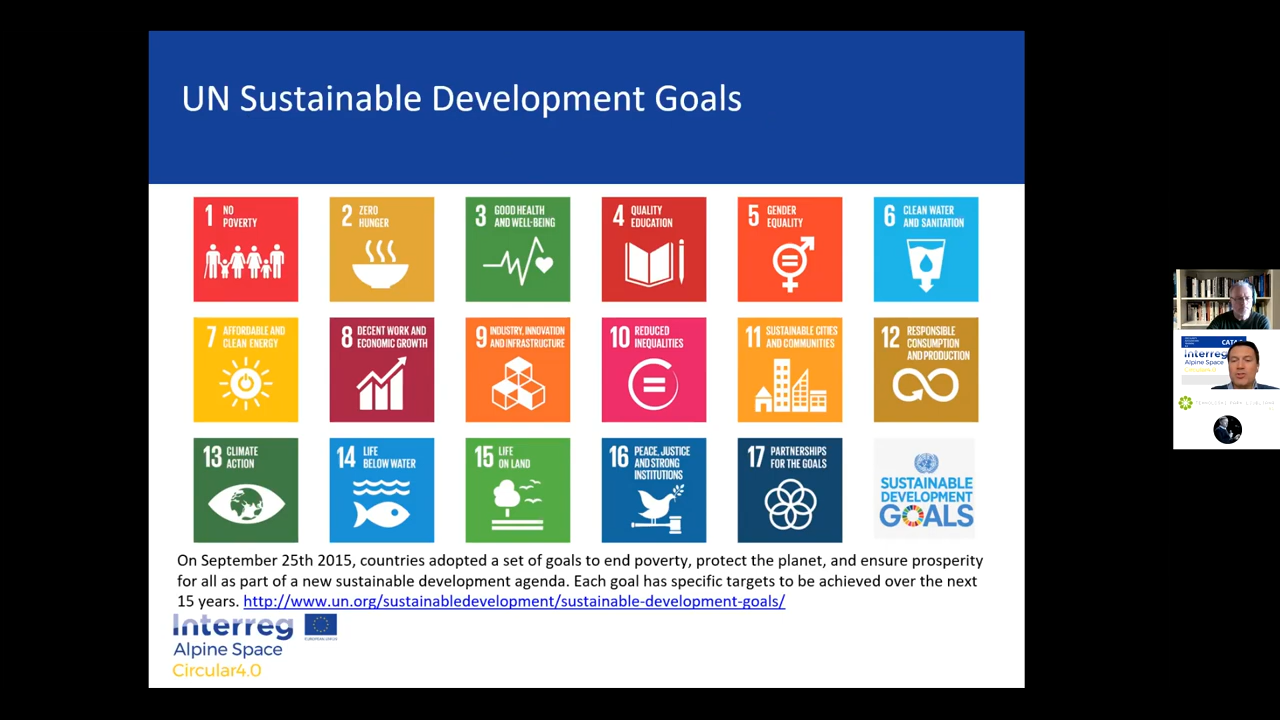 UN Sustainable Development Goals
1 NO
POVERTY
2 ZERO
HUNGER
3 GOOD HEALTH
AND WELL-BEING
4 QUALITY
EDUCATION
5 GENDER
EQUALITY
6 CLEAN WATER
AND SANITATION
7 AFFORDABLE AND
CLEAN ENERGY
8 DECENT WORK AND
ECONOMIC GROWTH
9 INDUSTRY, INNOVATION
AND INFRASTRUCTURE
10 REDUCED
INEQUALITIES
11 SUSTAINABLE CITIES
AND COMMUNITIES
12 RESPONSIBLE
CONSUMPTION
AND PRODUCTION
13 CLIMATE
ACTION
14 LIFE
BELOW WATER
15 LIFE
ON LAND
16 PEACE, JUSTICE
AND STRONG
INSTITUTIONS
17 PARTNERSHIPS
FOR THE GOALS
SUSTAINABLE
DEVELOPMENT
GOALS
On September 25th 2015, countries adopted a set of goals to end poverty, protect the planet, and ensure prosperity
for all as part of a new sustainable development agenda. Each goal has specific targets to be achieved over the next
15 years. http://www.un.org/sustainabledevelopment/sustainable-development-goals/
Interreg
Alpine Space
Circular4.0
Interreg
Alpine Space